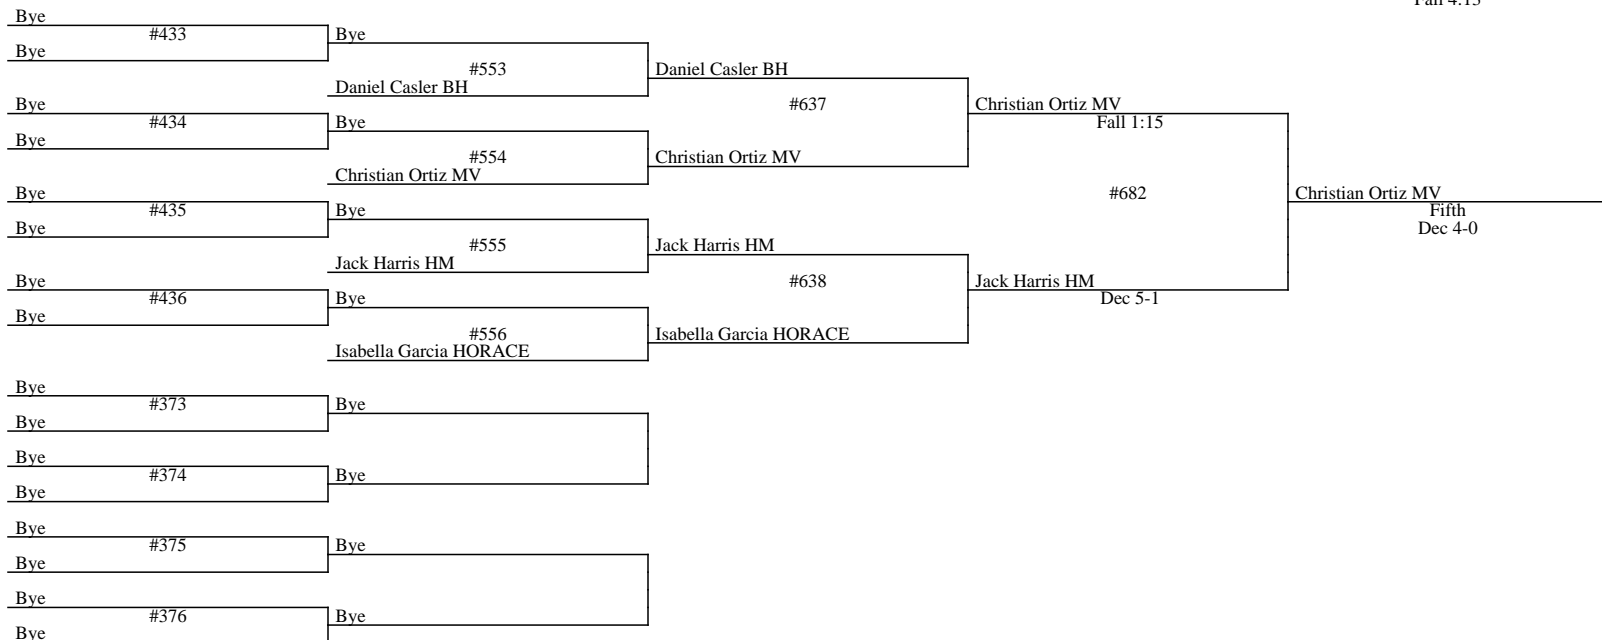 Fall 4:15
Bye
#433
Bye
Bye
#553
Daniel Casler BH
Daniel Casler BH
#637
Bye
#434
Bye
Bye
#554
Christian Ortiz MV
Christian Ortiz MV
Christian Ortiz MV
Fall 1:15
Bye
#435
Bye
Bye
#555
Jack Harris HM
Jack Harris HM
#638
Bye
#436
Bye
Bye
#556
Isabella Garcia HORACE
Isabella Garcia HORACE
Jack Harris HM
Dec 5-1
#682
Christian Ortiz MV
Fifth
Dec 4-0
Bye
#373
Bye
Bye
Bye
#374
Bye
Bye
Bye
#375
Bye
Bye
Bye
#376
Bye
Bye